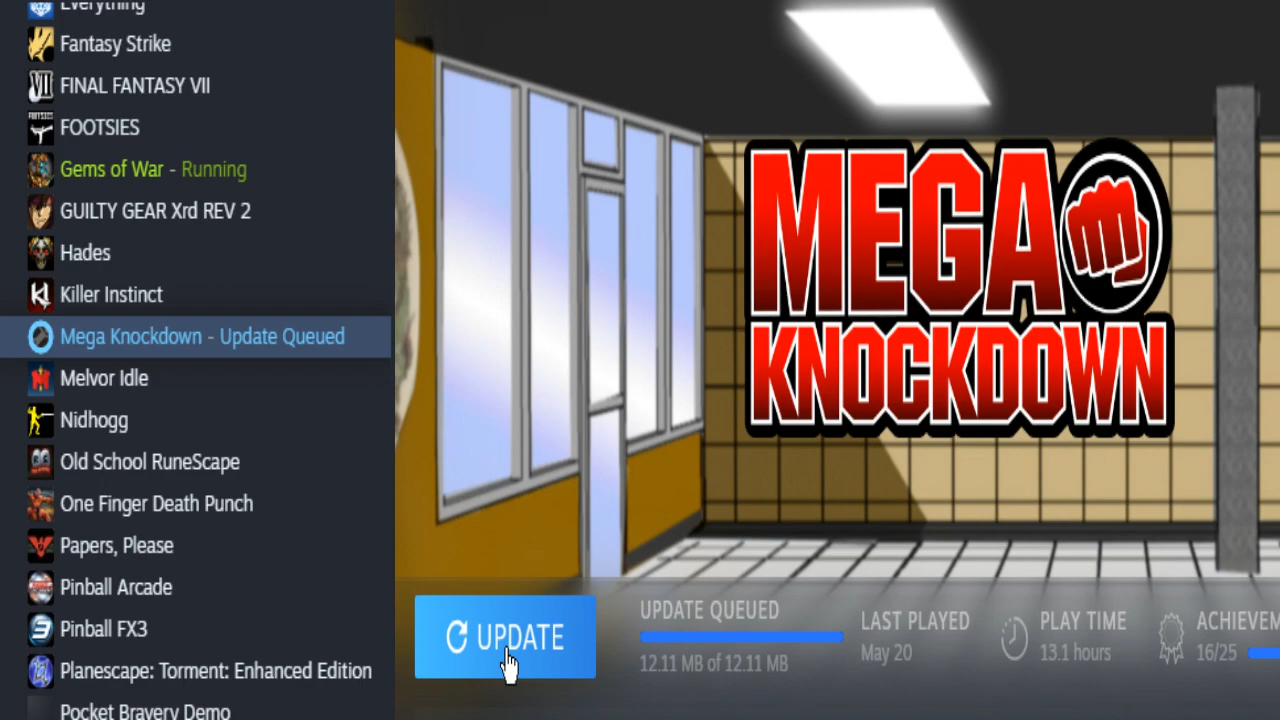 Everything
Fantasy Strike
FINAL FANTASY VII
FOOTSIES
Gems of War - Running
GUILTY GEAR Xrd REV 2
Hades
Killer Instinct
Mega Knockdown - Update Queued
Melvor Idle
Nidhogg
Old School RuneScape
One Finger Death Punch
Papers, Please
Pinball Arcade
Pinball FX3
Planescape: Torment: Enhanced Edition
Pocket Bravery Demo
MEGA
KNOCKDOWN
UPDATE
UPDATE QUEUED
12.11 MB of 12.11 MB
LAST PLAYED
May 20
PLAY TIME
13.1 hours
ACHIEVEM
16/25